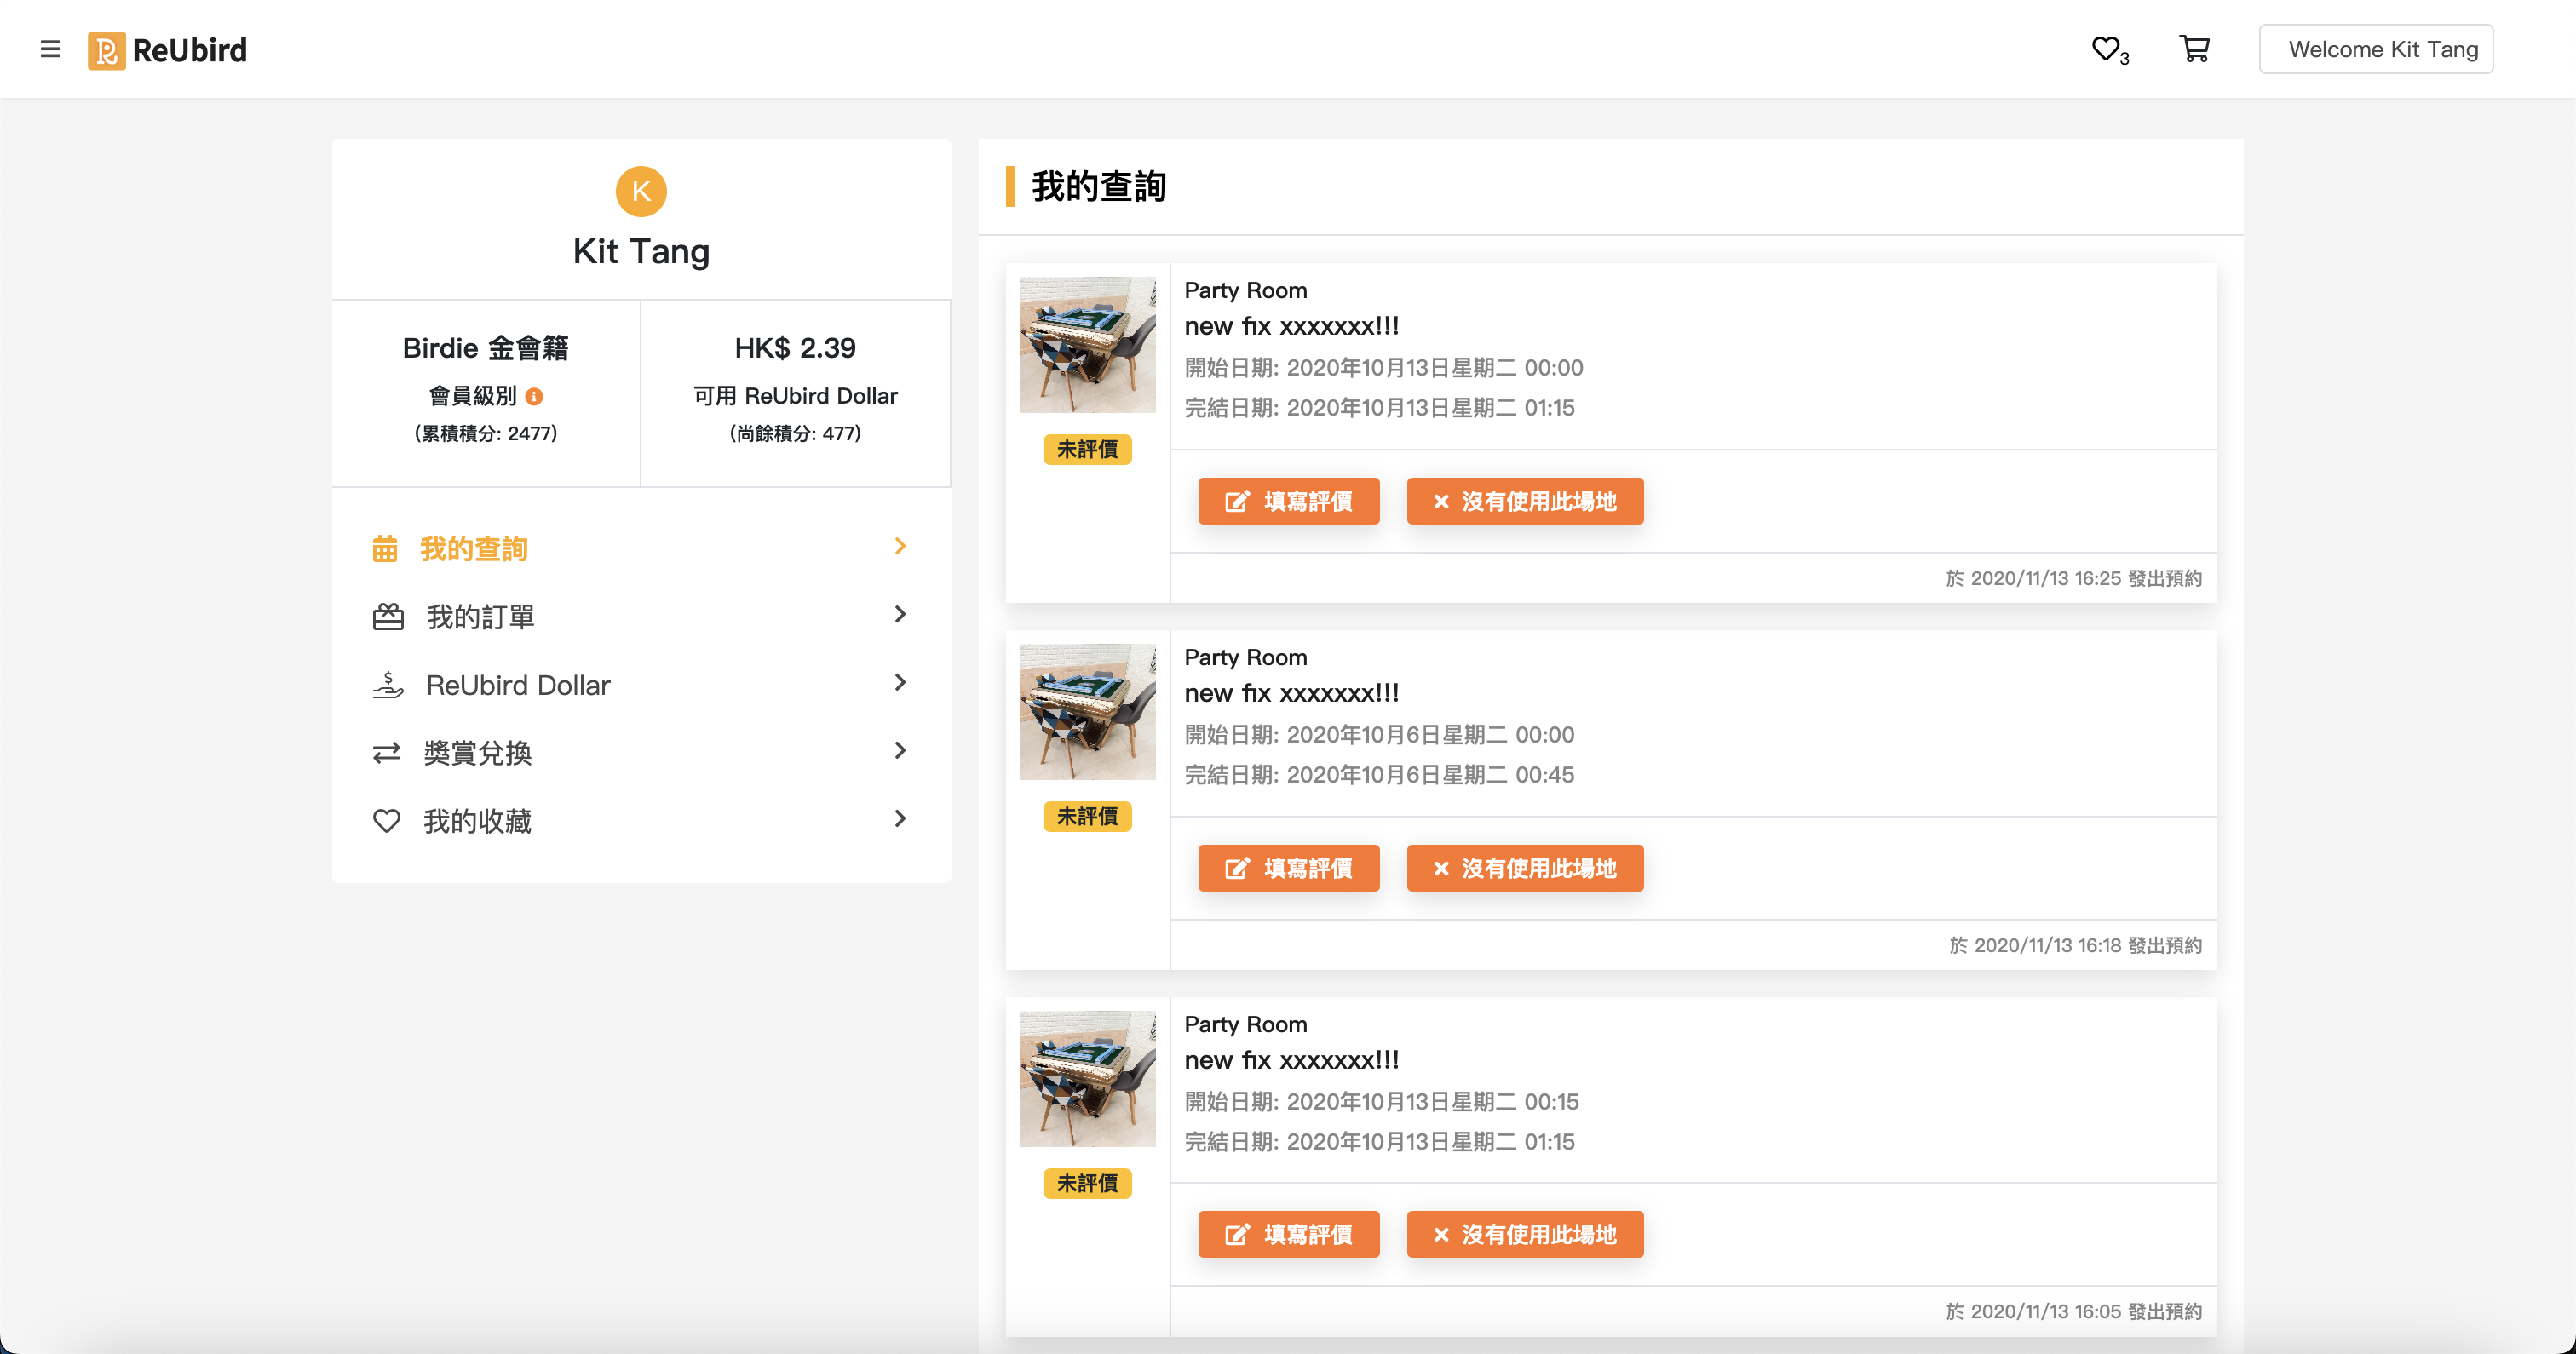 ReUbird
3
Welcome Kit Tang
K
Kit Tang
Birdie 金會籍
會員級別
(累積積分: 2477)
HK$ 2.39
可用 ReUbird Dollar
(尚餘積分: 477)
我的查詢
我的訂單
ReUbird Dollar
獎賞兌換
我的收藏
我的查詢
Party Room
new fix xxxxxxx!!!
開始日期: 2020年10月13日星期二 00:00
完結日期: 2020年10月13日星期二 01:15
未評價
填寫評價
沒有使用此場地
於 2020/11/13 16:25 發出預約
Party Room
new fix xxxxxxx!!!
開始日期: 2020年10月6日星期二 00:00
完結日期: 2020年10月6日星期二 00:45
未評價
填寫評價
沒有使用此場地
於 2020/11/13 16:18 發出預約
Party Room
new fix xxxxxxx!!!
開始日期: 2020年10月13日星期二 00:15
完結日期: 2020年10月13日星期二 01:15
未評價
填寫評價
沒有使用此場地
於 2020/11/13 16:05 發出預約